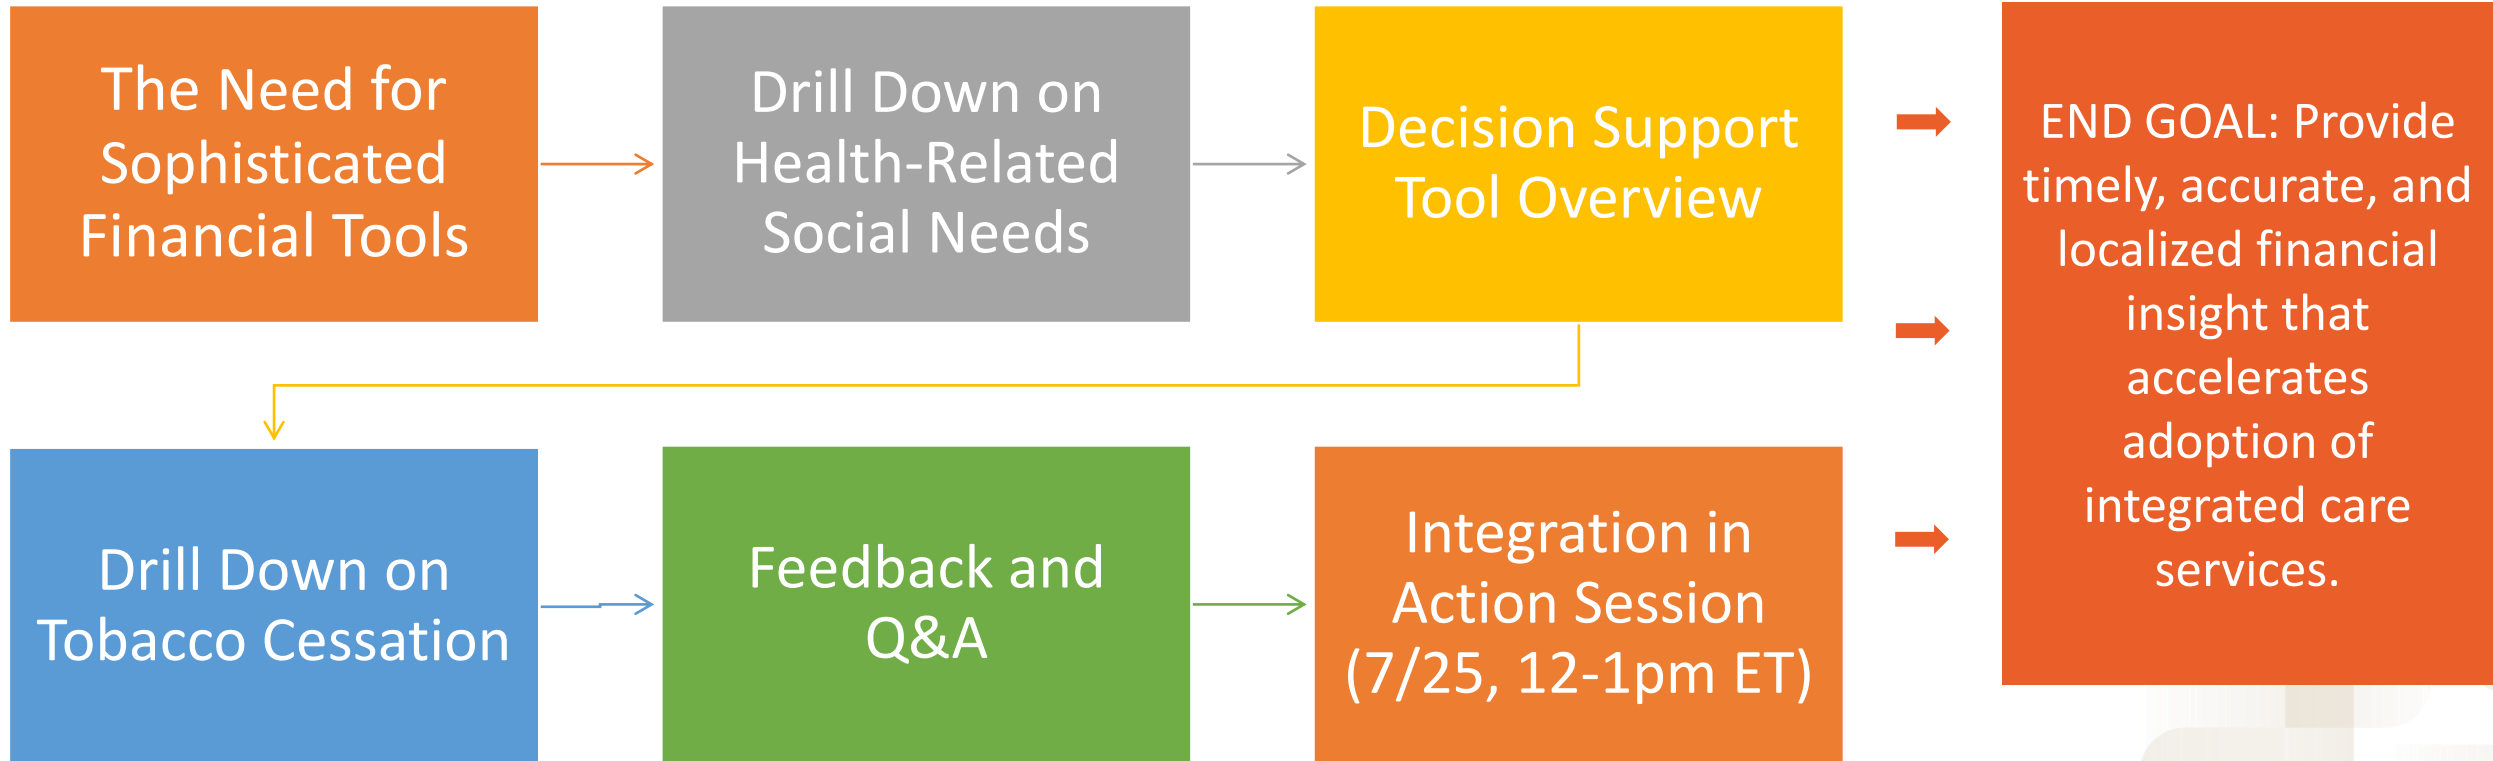 The Need for
Sophisticated
Financial Tools
Drill Down on
Health-Related
Social Needs
Decision Support
Tool Overview
Drill Down on
Tobacco Cessation
Feedback and
Q&A
Integration in
Action Session
(7/25, 12-1pm ET)
END GOAL: Provide
timely, accurate, and
localized financial
insight that
accelerates
adoption of
integrated care
services.